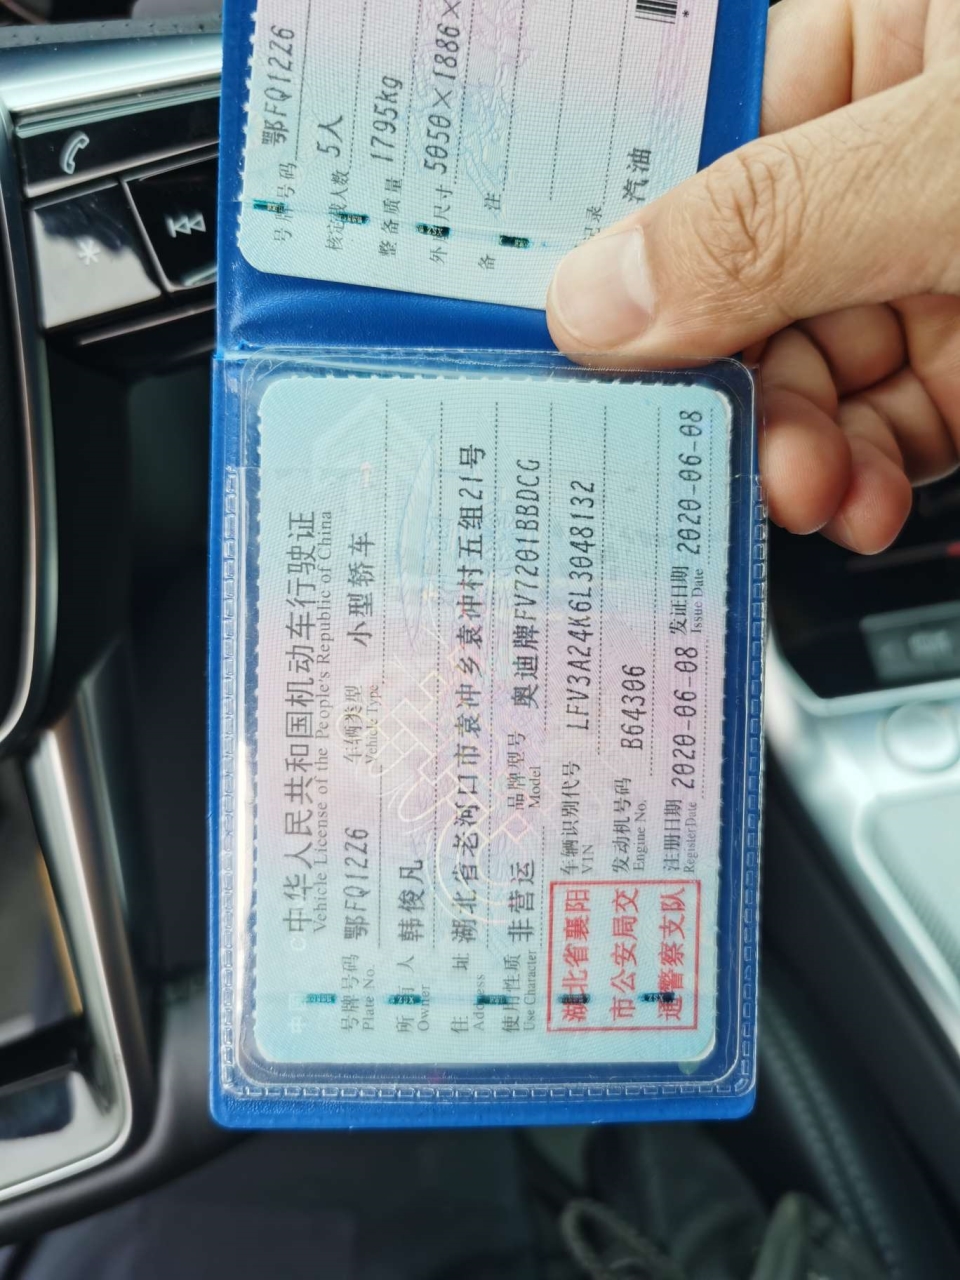 号牌号码 鄂FQ1226
核定载人数 5人
整备质量 1795kg
外廓尺寸 5050×1886×
备 注
记录
汽油
中华人民共和国机动车行驶证
Vehicle License of the People's Republic of China
号牌号码 鄂FQ1226 车辆类型 小型轿车
Plate No. Vehicle Type
所有人 韩俊凡
Owner
住 址 湖北省老河口市袁冲乡袁冲村五组21号
Address
使用性质 非营运 品牌型号 奥迪牌FV7201BBDCG
Use Character Model
车辆识别代号 LFV3A24K6L3048132
VIN
发动机号码 B64306
Engine No.
注册日期 2020-06-08 发证日期 2020-06-08
Register Date Issue Date
湖北省襄阳
市公安局交
通警察支队